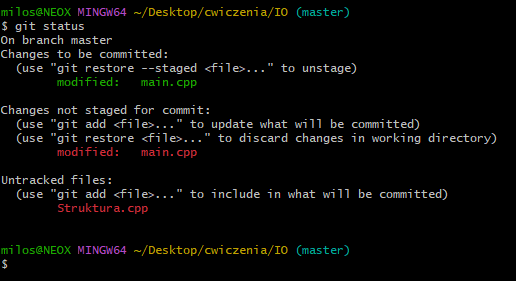 milos@NEOX MINGW64 ~/Desktop/cwiczenia/IO (master)
$ git status
On branch master
Changes to be committed:
  (use "git restore --staged <file>..." to unstage)
        modified:   main.cpp

Changes not staged for commit:
  (use "git add <file>..." to update what will be committed)
  (use "git restore <file>..." to discard changes in working directory)
        modified:   main.cpp

Untracked files:
  (use "git add <file>..." to include in what will be committed)
        Struktura.cpp

milos@NEOX MINGW64 ~/Desktop/cwiczenia/IO (master)
$